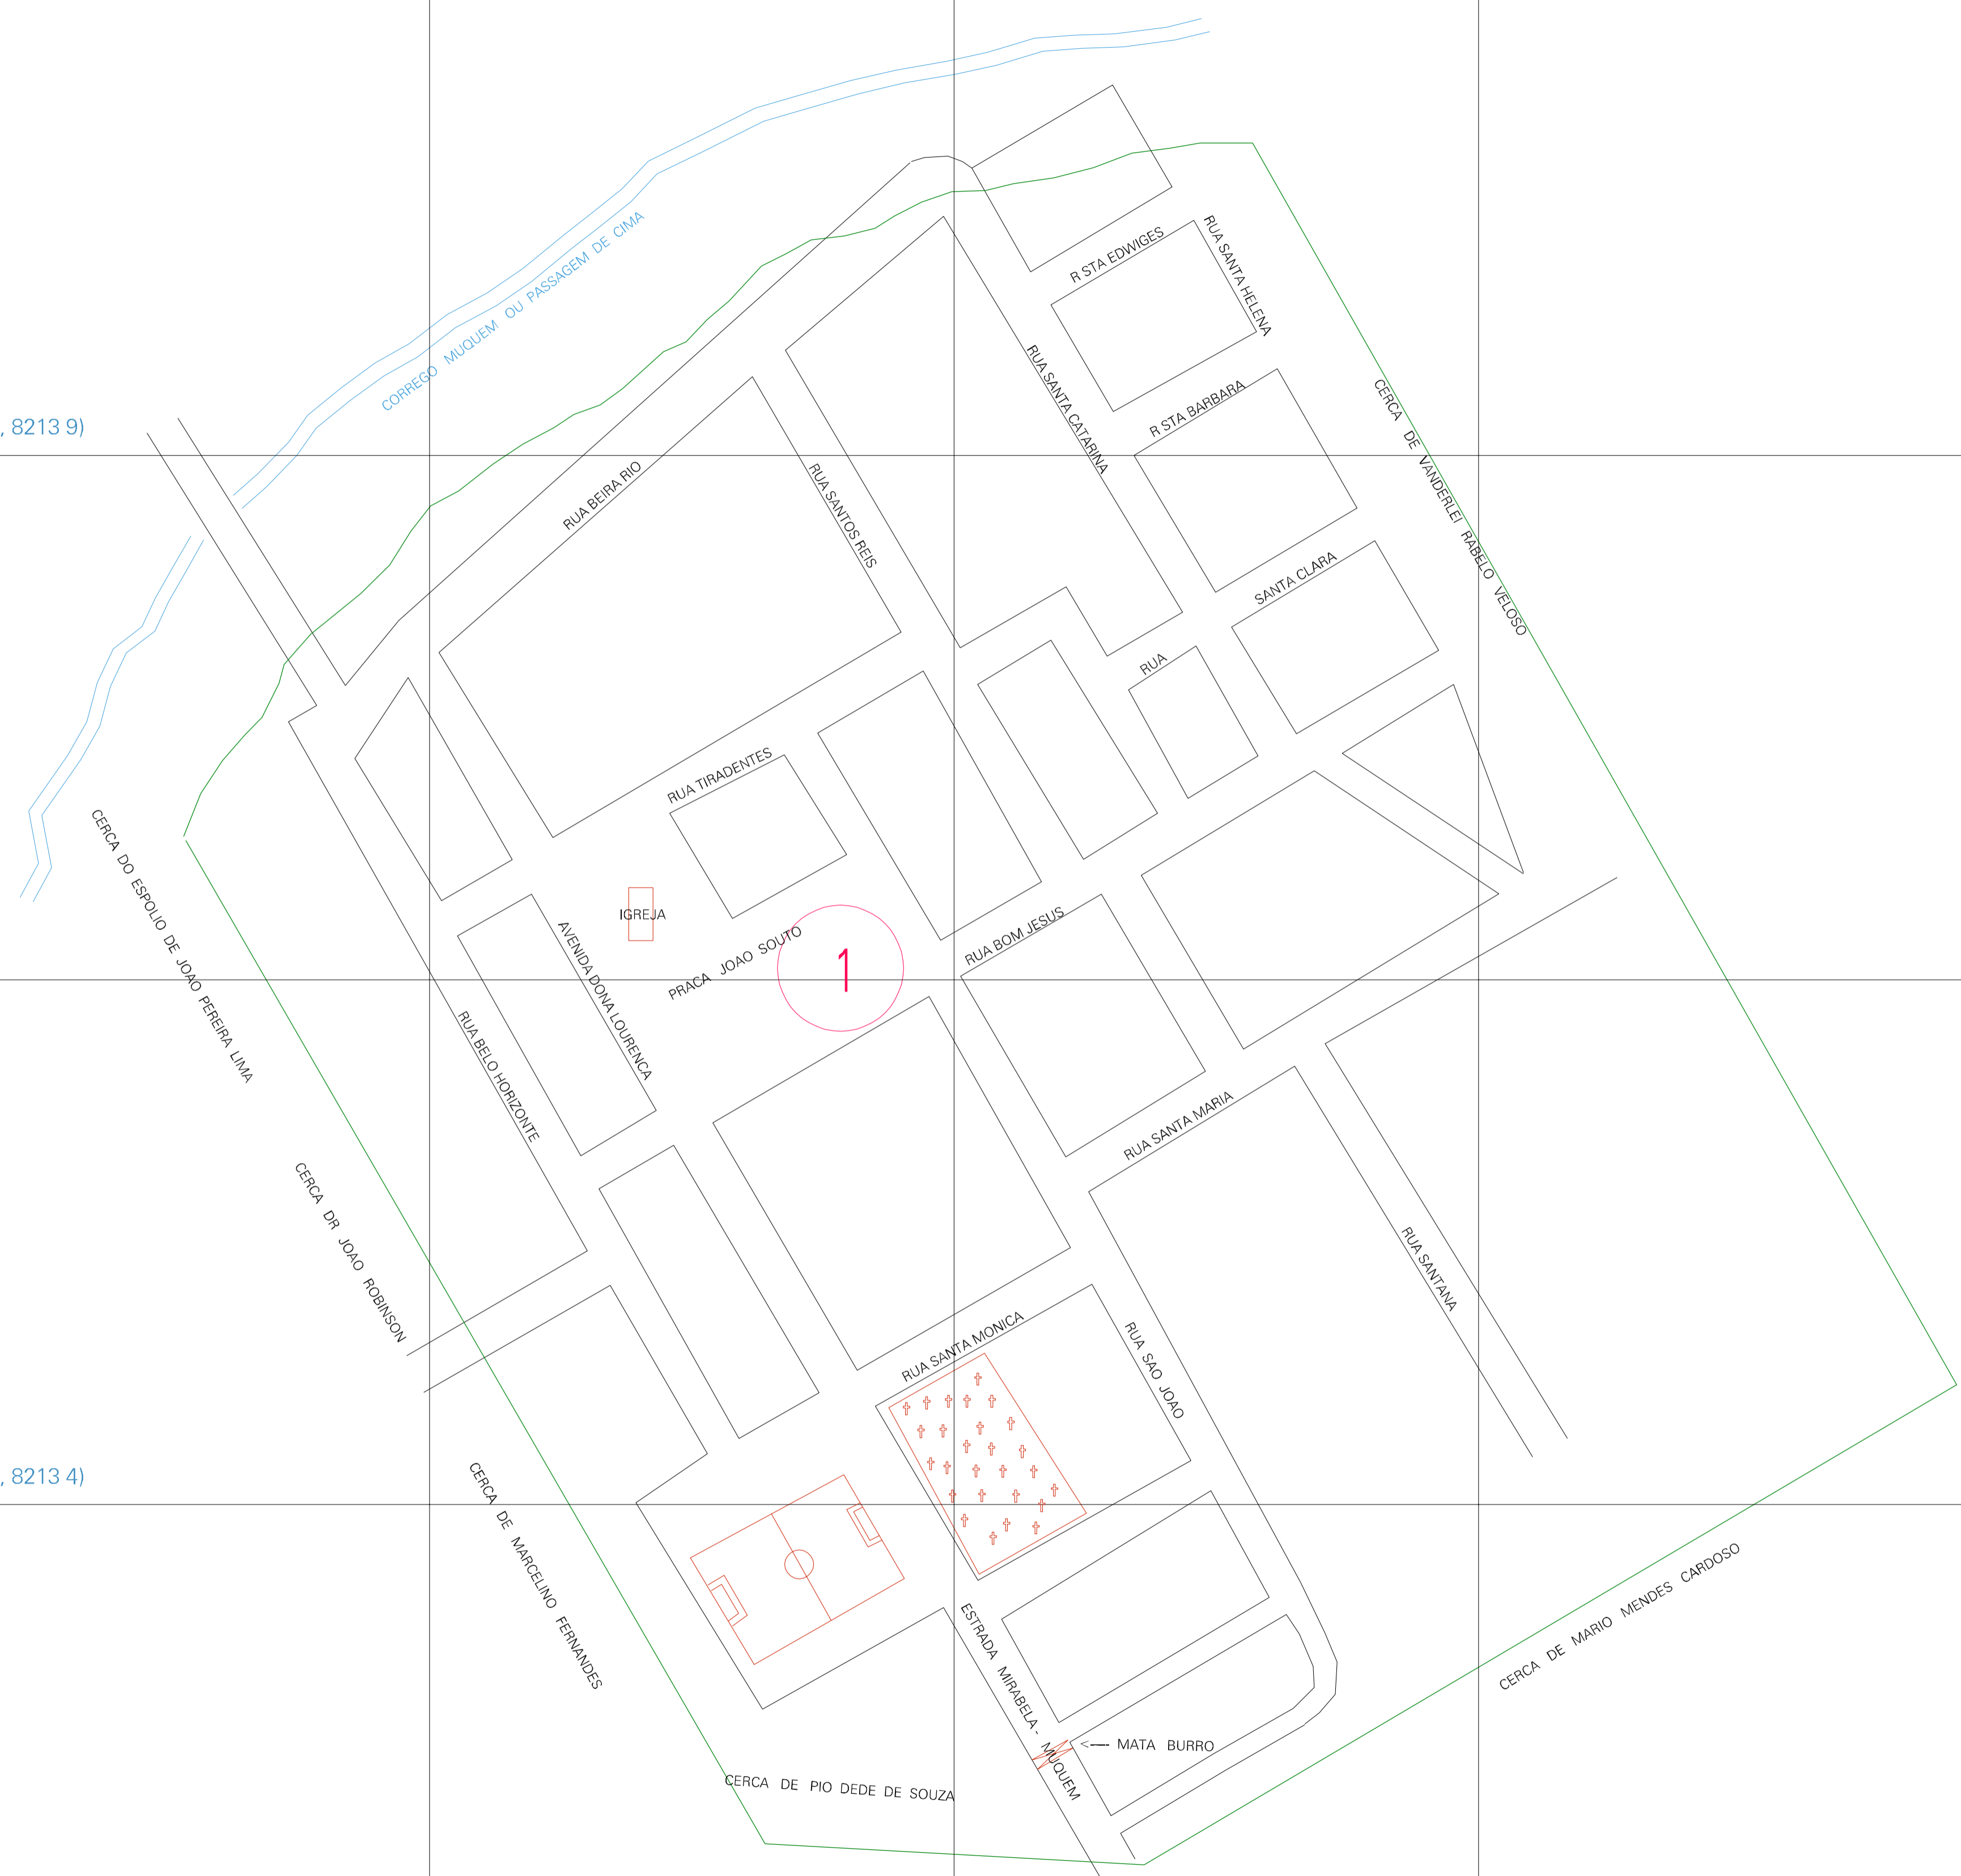 RUA SANTA HELENA
R STA EDWIGES
CORREGO MUQUEM OU PASSAGEM DE CIMA
RUA SANTA CATARINA
R STA BARBARA
CERCA DE VANDERLEI RABELO VELOSO
, 8213 9)
RUA BEIRA RIO
RUA SANTOS REIS
SANTA CLARA
RUA
RUA TIRADENTES
CERCA DO ESPOLIO DE JOAO PEREIRA LIMA
IGREJA
AVENIDA DONA LOURENCA
PRACA JOAO SOUTO
1
RUA BOM JESUS
RUA BELO HORIZONTE
RUA SANTA MARIA
CERCA DR JOAO ROBINSON
RUA SANTANA
RUA SANTA MONICA
RUA SAO JOAO
, 8213 4)
CERCA DE MARCELINO FERNANDES
ESTRADA MIRABELA - MUQUEM
CERCA DE MARIO MENDES CARDOSO
<-- MATA BURRO
CERCA DE PIO DEDE DE SOUZA